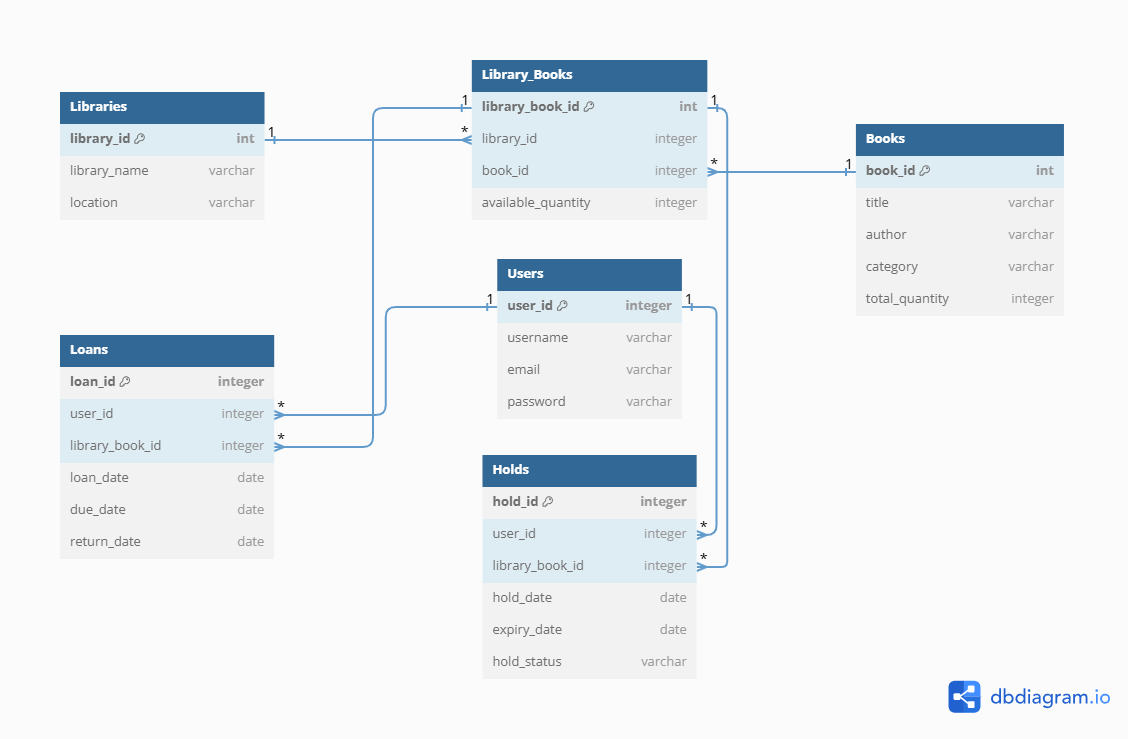 Libraries
library_id int
library_name varchar
location varchar
1
*
Library_Books
library_book_id int
library_id integer
book_id integer
available_quantity integer
1
1
*
1
Books
book_id int
title varchar
author varchar
category varchar
total_quantity integer
Users
user_id integer
username varchar
email varchar
password varchar
1
1
Loans
loan_id integer
user_id integer
library_book_id integer
loan_date date
due_date date
return_date date
*
*
Holds
hold_id integer
user_id integer
library_book_id integer
hold_date date
expiry_date date
hold_status varchar
*
*
dbdiagram.io